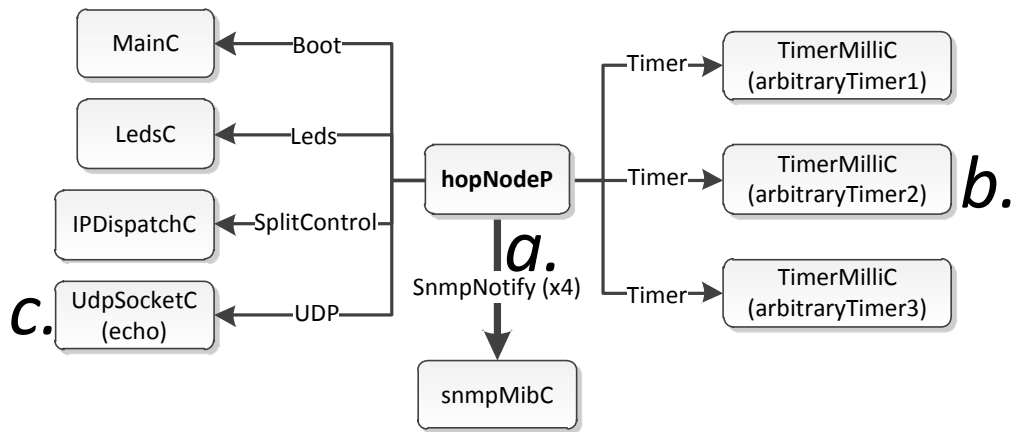 MainC
Boot
LedsC
Leds
IPDispatchC
SplitControl
c.
UdpSocketC
(echo)
UDP
hopNodeP
a.
SnmpNotify (x4)
snmpMibC
Timer
TimerMilliC
(arbitraryTimer1)
Timer
TimerMilliC
(arbitraryTimer2)
b.
Timer
TimerMilliC
(arbitraryTimer3)